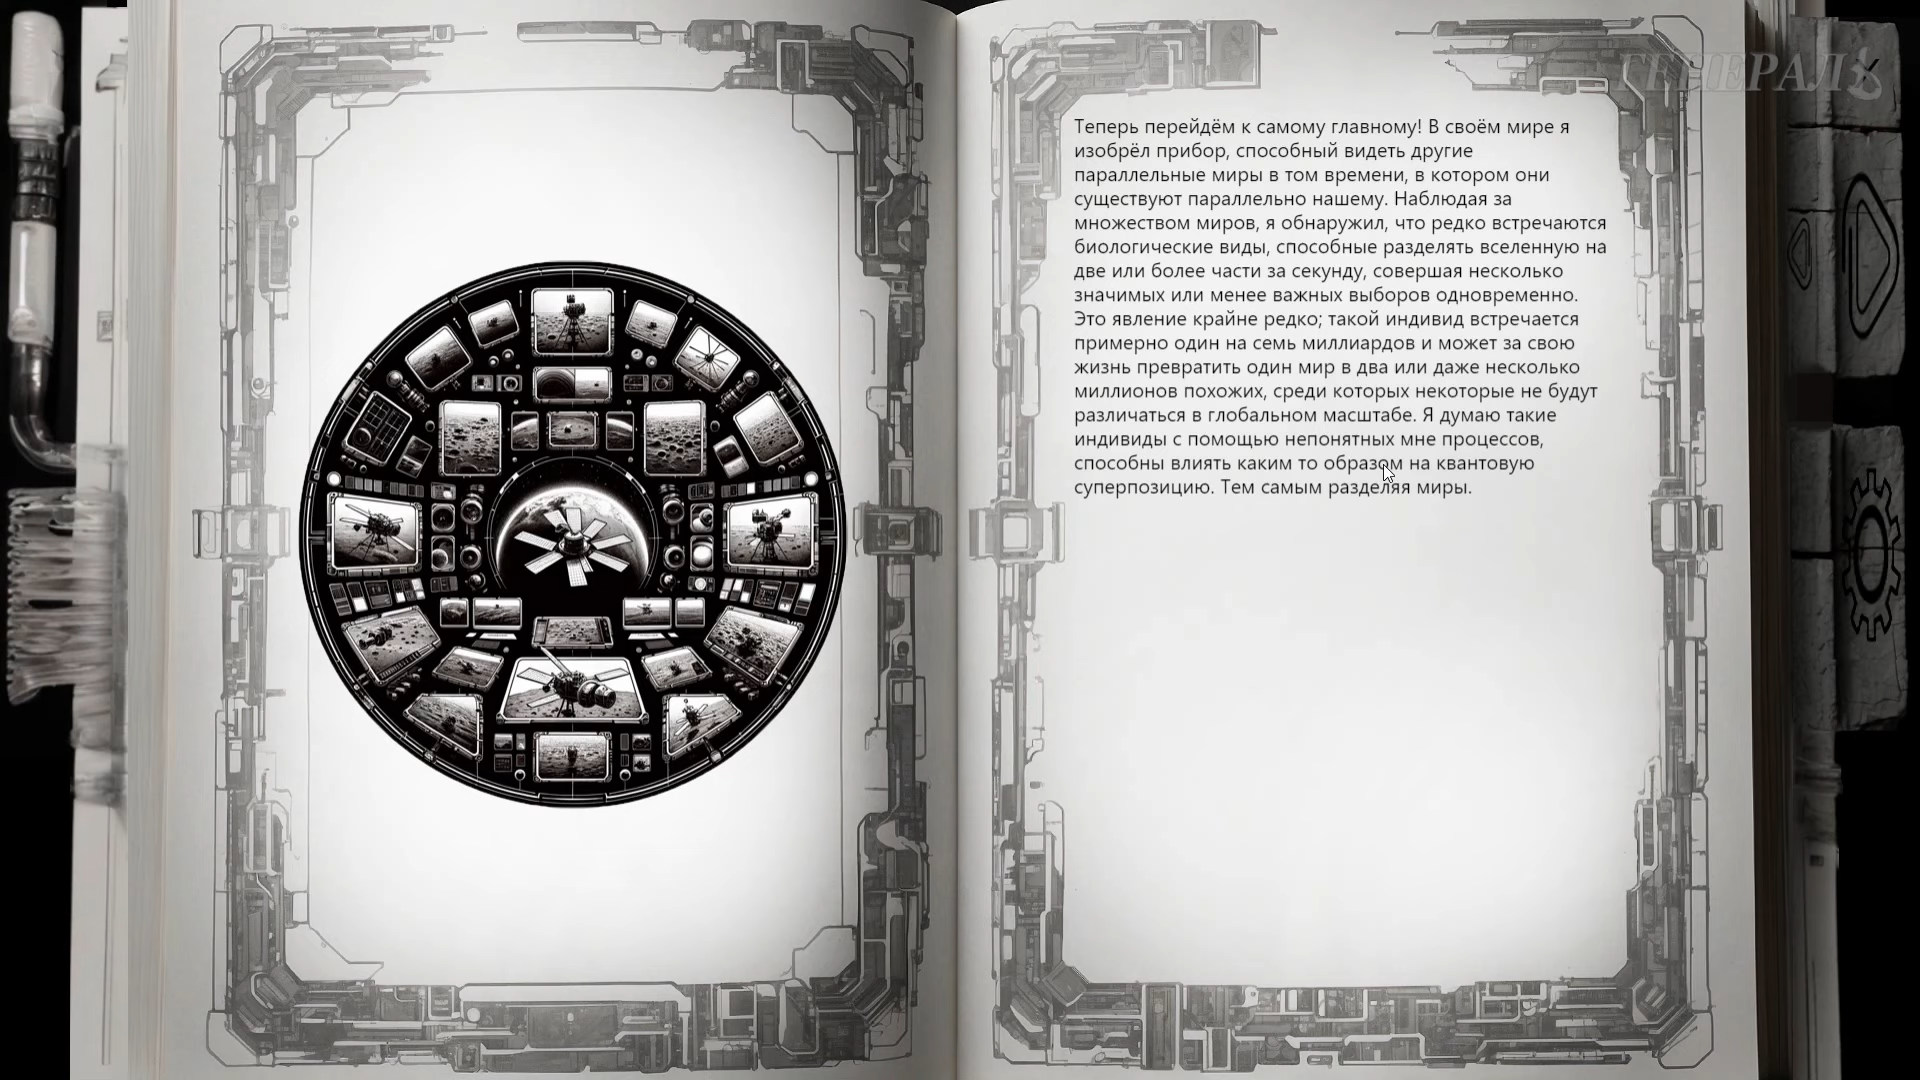 ГЕНЕРАЛ
Теперь перейдём к самому главному! В своём мире я
изобрёл прибор, способный видеть другие
параллельные миры в том времени, в котором они
существуют параллельно нашему. Наблюдая за
множеством миров, я обнаружил, что редко встречаются
биологические виды, способные разделять вселенную на
две или более части за секунду, совершая несколько
значимых или менее важных выборов одновременно.
Это явление крайне редко; такой индивид встречается
примерно один на семь миллиардов и может за свою
жизнь превратить один мир в два или даже несколько
миллионов похожих, среди которых некоторые не будут
различаться в глобальном масштабе. Я думаю такие
индивиды с помощью непонятных мне процессов,
способны влиять каким то образом на квантовую
суперпозицию. Тем самым разделяя миры.